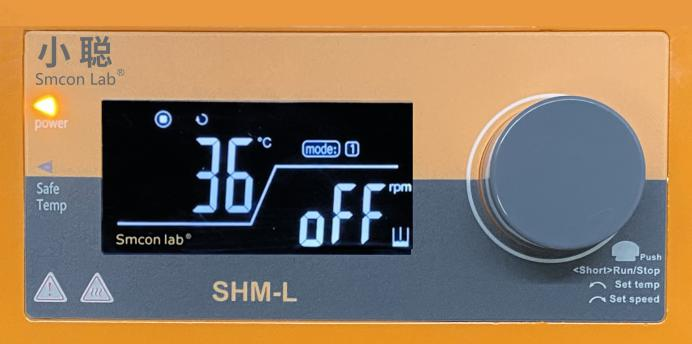 小聪
Smcon Lab®
power
Safe
Temp
36 °C
mode: 1
oFF rpm
Smcon lab®
SHM-L
Push
<Short>Run/Stop
Set temp
Set speed